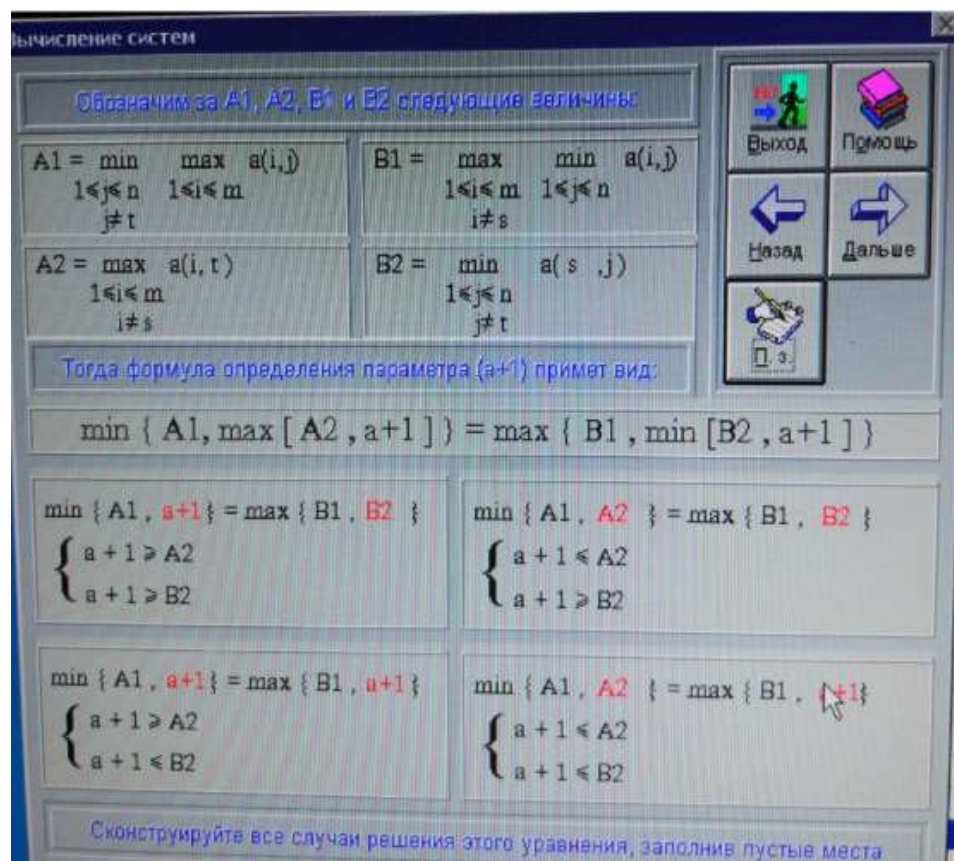 Вычисление систем
Обозначим за A1, A2, B1 и B2 следующие величины:
A1 = min max a(i,j)
1≤j≤n 1≤i≤m
j≠t
B1 = max min a(i,j)
1≤i≤m 1≤j≤n
i≠s
A2 = max a(i,t)
1≤i≤m
i≠s
B2 = min a( s ,j)
1≤j≤n
j≠t
Выход
Помощь
Назад
Дальше
П. з.
Тогда формула определения параметра (a+1) примет вид:
min { A1, max [ A2 , a+1 ] } = max { B1 , min [B2 , a+1 ] }
min { A1 , a+1 } = max { B1 , B2 }
a + 1 ≥ A2
a + 1 ≥ B2
min { A1 , A2 } = max { B1 , B2 }
a + 1 ≤ A2
a + 1 ≥ B2
min { A1 , a+1 } = max { B1 , a+1 }
a + 1 ≥ A2
a + 1 ≤ B2
min { A1 , A2 } = max { B1 , a+1 }
a + 1 ≤ A2
a + 1 ≤ B2
Сконструируйте все случаи решения этого уравнения, заполнив пустые места